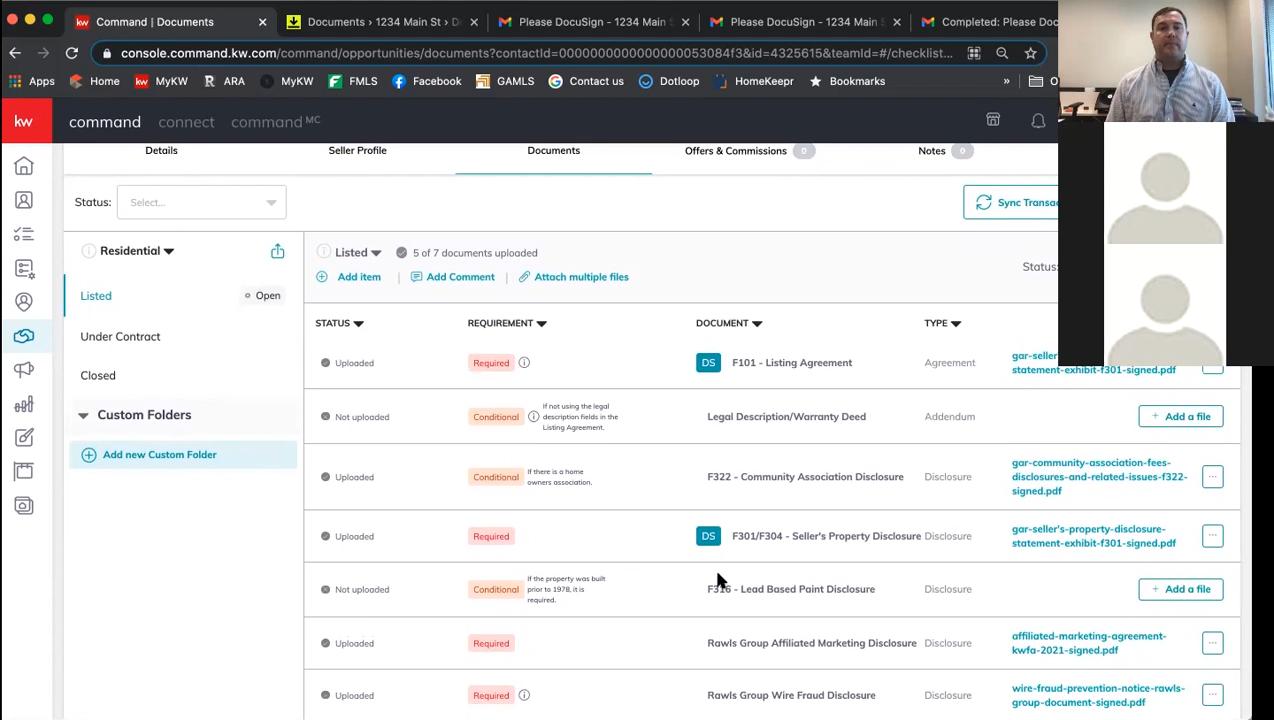 Command | Documents
Documents › 1234 Main St › D
Please DocuSign - 1234 Main
Please DocuSign - 1234 Main S
Completed: Please Do
console.command.kw.com/command/opportunities/documents?contactId=0000000000000000053084f3&id=4325615&teamId=#/checklist...
Apps
Home
kw MyKW
R ARA
MyKW
FMLS
Facebook
GAMLS
Contact us
Dotloop
HomeKeepr
Bookmarks
»
O
kw
command
connect
command MC
Details
Seller Profile
Documents
Offers & Commissions 0
Notes 0
Status:
Select...
Sync Transac
Residential
Listed
5 of 7 documents uploaded
Add item
Add Comment
Attach multiple files
Status:
Listed
Open
Under Contract
Closed
Custom Folders
Add new Custom Folder
STATUS
REQUIREMENT
DOCUMENT
TYPE
Uploaded
Required
DS F101 - Listing Agreement
Agreement
gar-seller
statement-exhibit-f301-signed.pdf
Not uploaded
Conditional
If not using the legal
description fields in the
Listing Agreement.
Legal Description/Warranty Deed
Addendum
+ Add a file
Uploaded
Conditional
If there is a home
owners association.
F322 - Community Association Disclosure
Disclosure
gar-community-association-fees-
disclosures-and-related-issues-f322-
signed.pdf
...
Uploaded
Required
DS F301/F304 - Seller's Property Disclosure
Disclosure
gar-seller's-property-disclosure-
statement-exhibit-f301-signed.pdf
...
Not uploaded
Conditional
If the property was built
prior to 1978, it is
required.
F316 - Lead Based Paint Disclosure
Disclosure
+ Add a file
Uploaded
Required
Rawls Group Affiliated Marketing Disclosure
Disclosure
affiliated-marketing-agreement-
kwfa-2021-signed.pdf
...
Uploaded
Required
Rawls Group Wire Fraud Disclosure
Disclosure
wire-fraud-prevention-notice-rawls-
group-document-signed.pdf
...